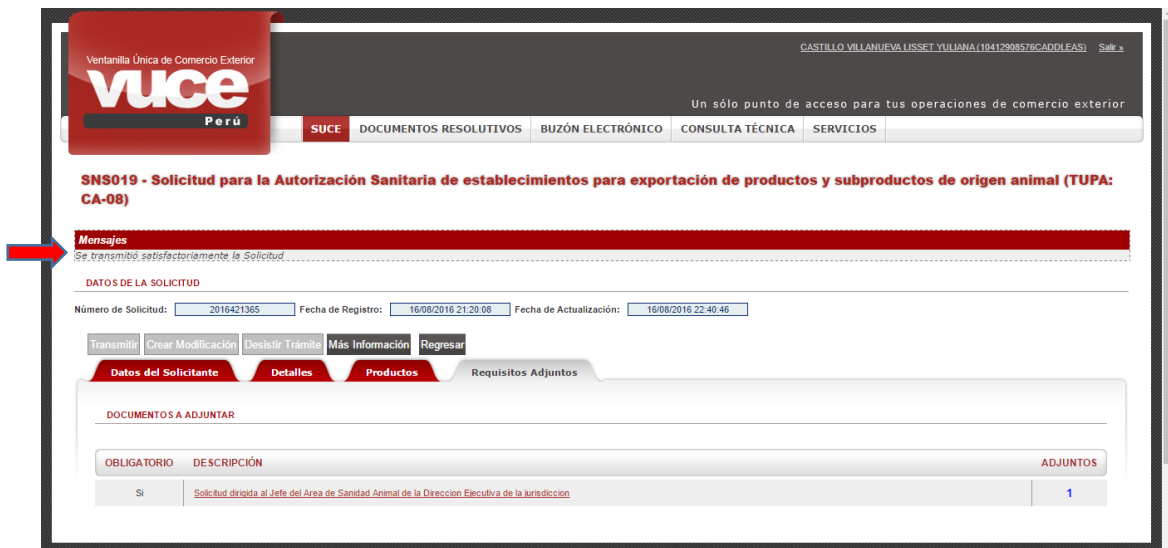 CASTILLO VILLANUEVA LISSET YULIANA (10412908576CADDLEAS) Salir »
Ventanilla Única de Comercio Exterior
vuce
Perú
Un sólo punto de acceso para tus operaciones de comercio exterior
SUCE DOCUMENTOS RESOLUTIVOS BUZÓN ELECTRÓNICO CONSULTA TÉCNICA SERVICIOS
SNS019 - Solicitud para la Autorización Sanitaria de establecimientos para exportación de productos y subproductos de origen animal (TUPA:
CA-08)
Mensajes
Se transmitió satisfactoriamente la Solicitud
DATOS DE LA SOLICITUD
Número de Solicitud: 2016421365 Fecha de Registro: 16/08/2016 21:20:08 Fecha de Actualización: 16/08/2016 22:40:46
Transmitir Crear Modificación Desistir Trámite Más Información Regresar
Datos del Solicitante Detalles Productos Requisitos Adjuntos
DOCUMENTOS A ADJUNTAR
OBLIGATORIO DESCRIPCIÓN ADJUNTOS
Si Solicitud dirigida al Jefe del Area de Sanidad Animal de la Direccion Ejecutiva de la jurisdiccion 1